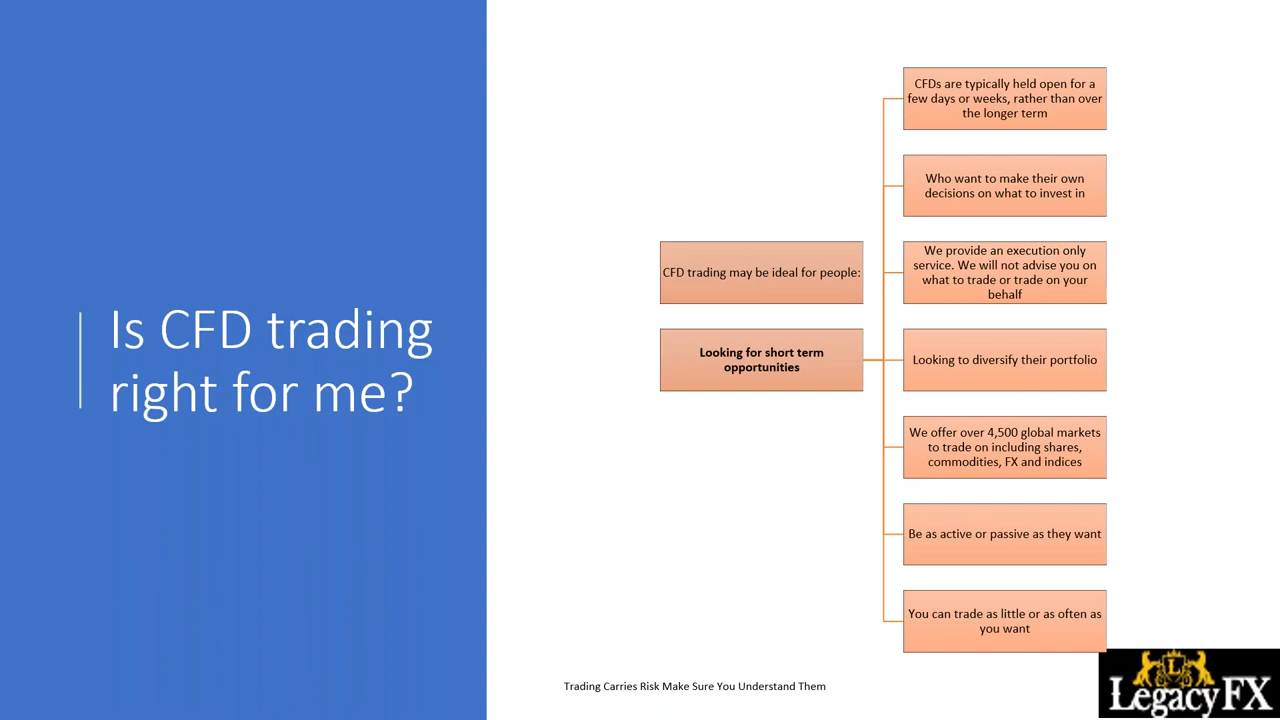 Is CFD trading
right for me?
CFD trading may be ideal for people:
Looking for short term
opportunities
CFDs are typically held open for a
few days or weeks, rather than over
the longer term
Who want to make their own
decisions on what to invest in
We provide an execution only
service. We will not advise you on
what to trade or trade on your
behalf
Looking to diversify their portfolio
We offer over 4,500 global markets
to trade on including shares,
commodities, FX and indices
Be as active or passive as they want
You can trade as little or as often as
you want
Trading Carries Risk Make Sure You Understand Them
L
LegacyFX